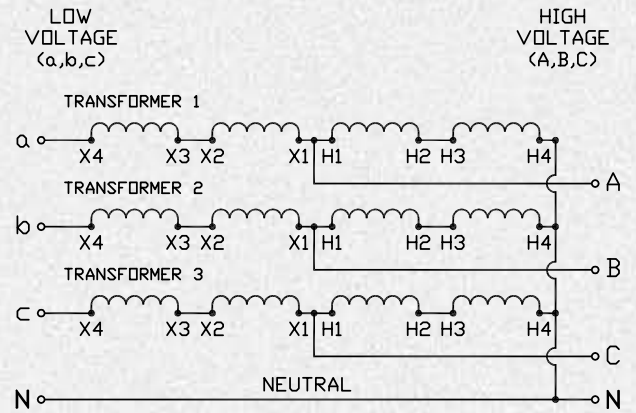 LOW VOLTAGE (a,b,c)
HIGH VOLTAGE (A,B,C)
TRANSFORMER 1
a X4 X3 X2 X1 H1 H2 H3 H4
A
TRANSFORMER 2
b X4 X3 X2 X1 H1 H2 H3 H4
B
TRANSFORMER 3
c X4 X3 X2 X1 H1 H2 H3 H4
C
N NEUTRAL N